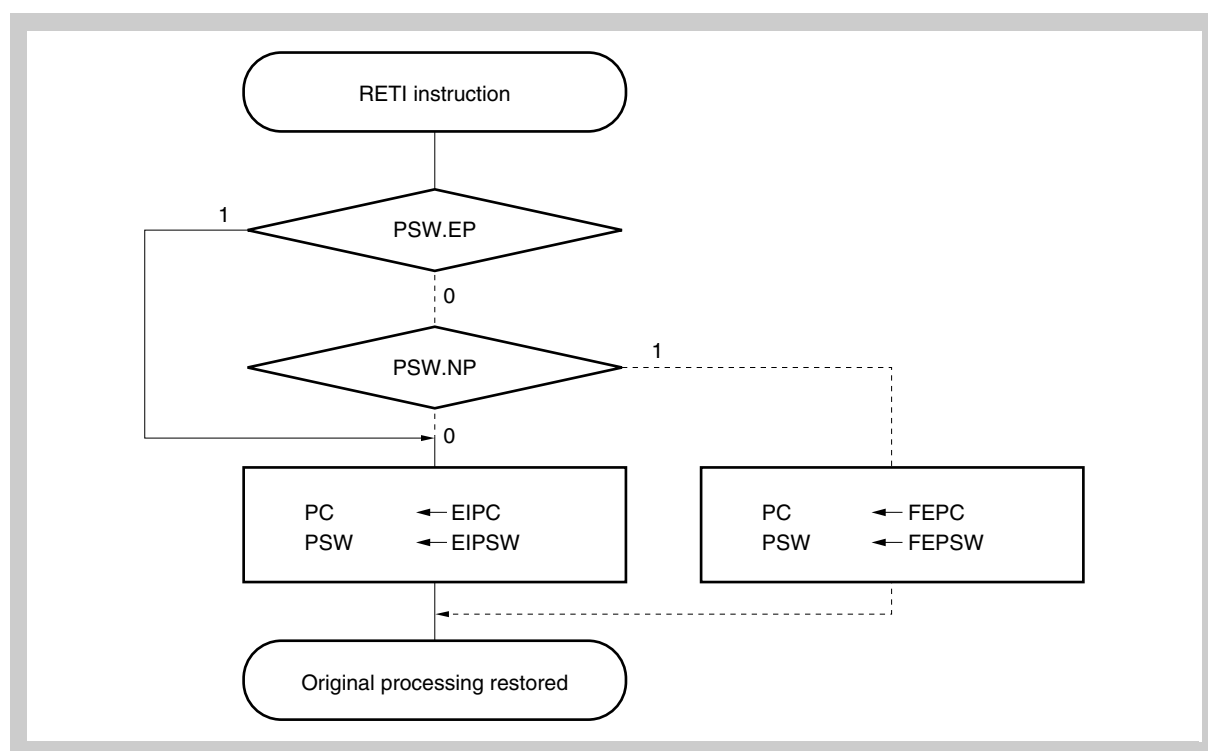 RETI instruction
1
PSW.EP
0
PSW.NP
1
0
PC ← EIPC
PSW ← EIPSW
PC ← FEPC
PSW ← FEPSW
Original processing restored